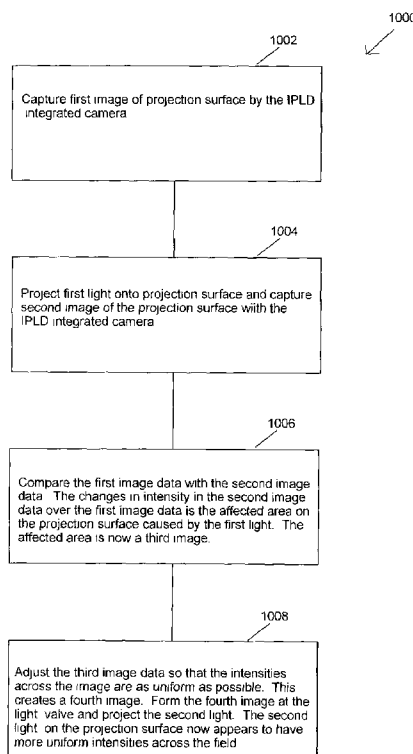 1000
1002
Capture first image of projection surface by the IPLD
integrated camera
1004
Project first light onto projection surface and capture
second image of the projection surface wiith the
IPLD integrated camera
1006
Compare the first image data with the second image
data The changes in intensity in the second image
data over the first image data is the affected area on
the projection surface caused by the first light. The
affected area is now a third image.
1008
Adjust the third image data so that the intensities
across the image are as uniform as possible. This
creates a fourth image. Form the fourth image at the
light valve and project the second light. The second
light on the projection surface now appears to have
more uniform intensities across the field